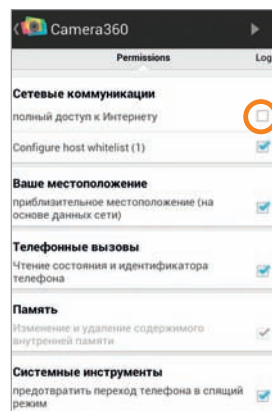 Camera360
Permissions Log
Сетевые коммуникации
полный доступ к Интернету
Configure host whitelist (1)
Ваше местоположение
приблизительное местоположение (на
основе данных сети)
Телефонные вызовы
Чтение состояния и идентификатора
телефона
Память
Изменение и удаление содержимого
внутренней памяти
Системные инструменты
предотвратить переход телефона в спящий
режим